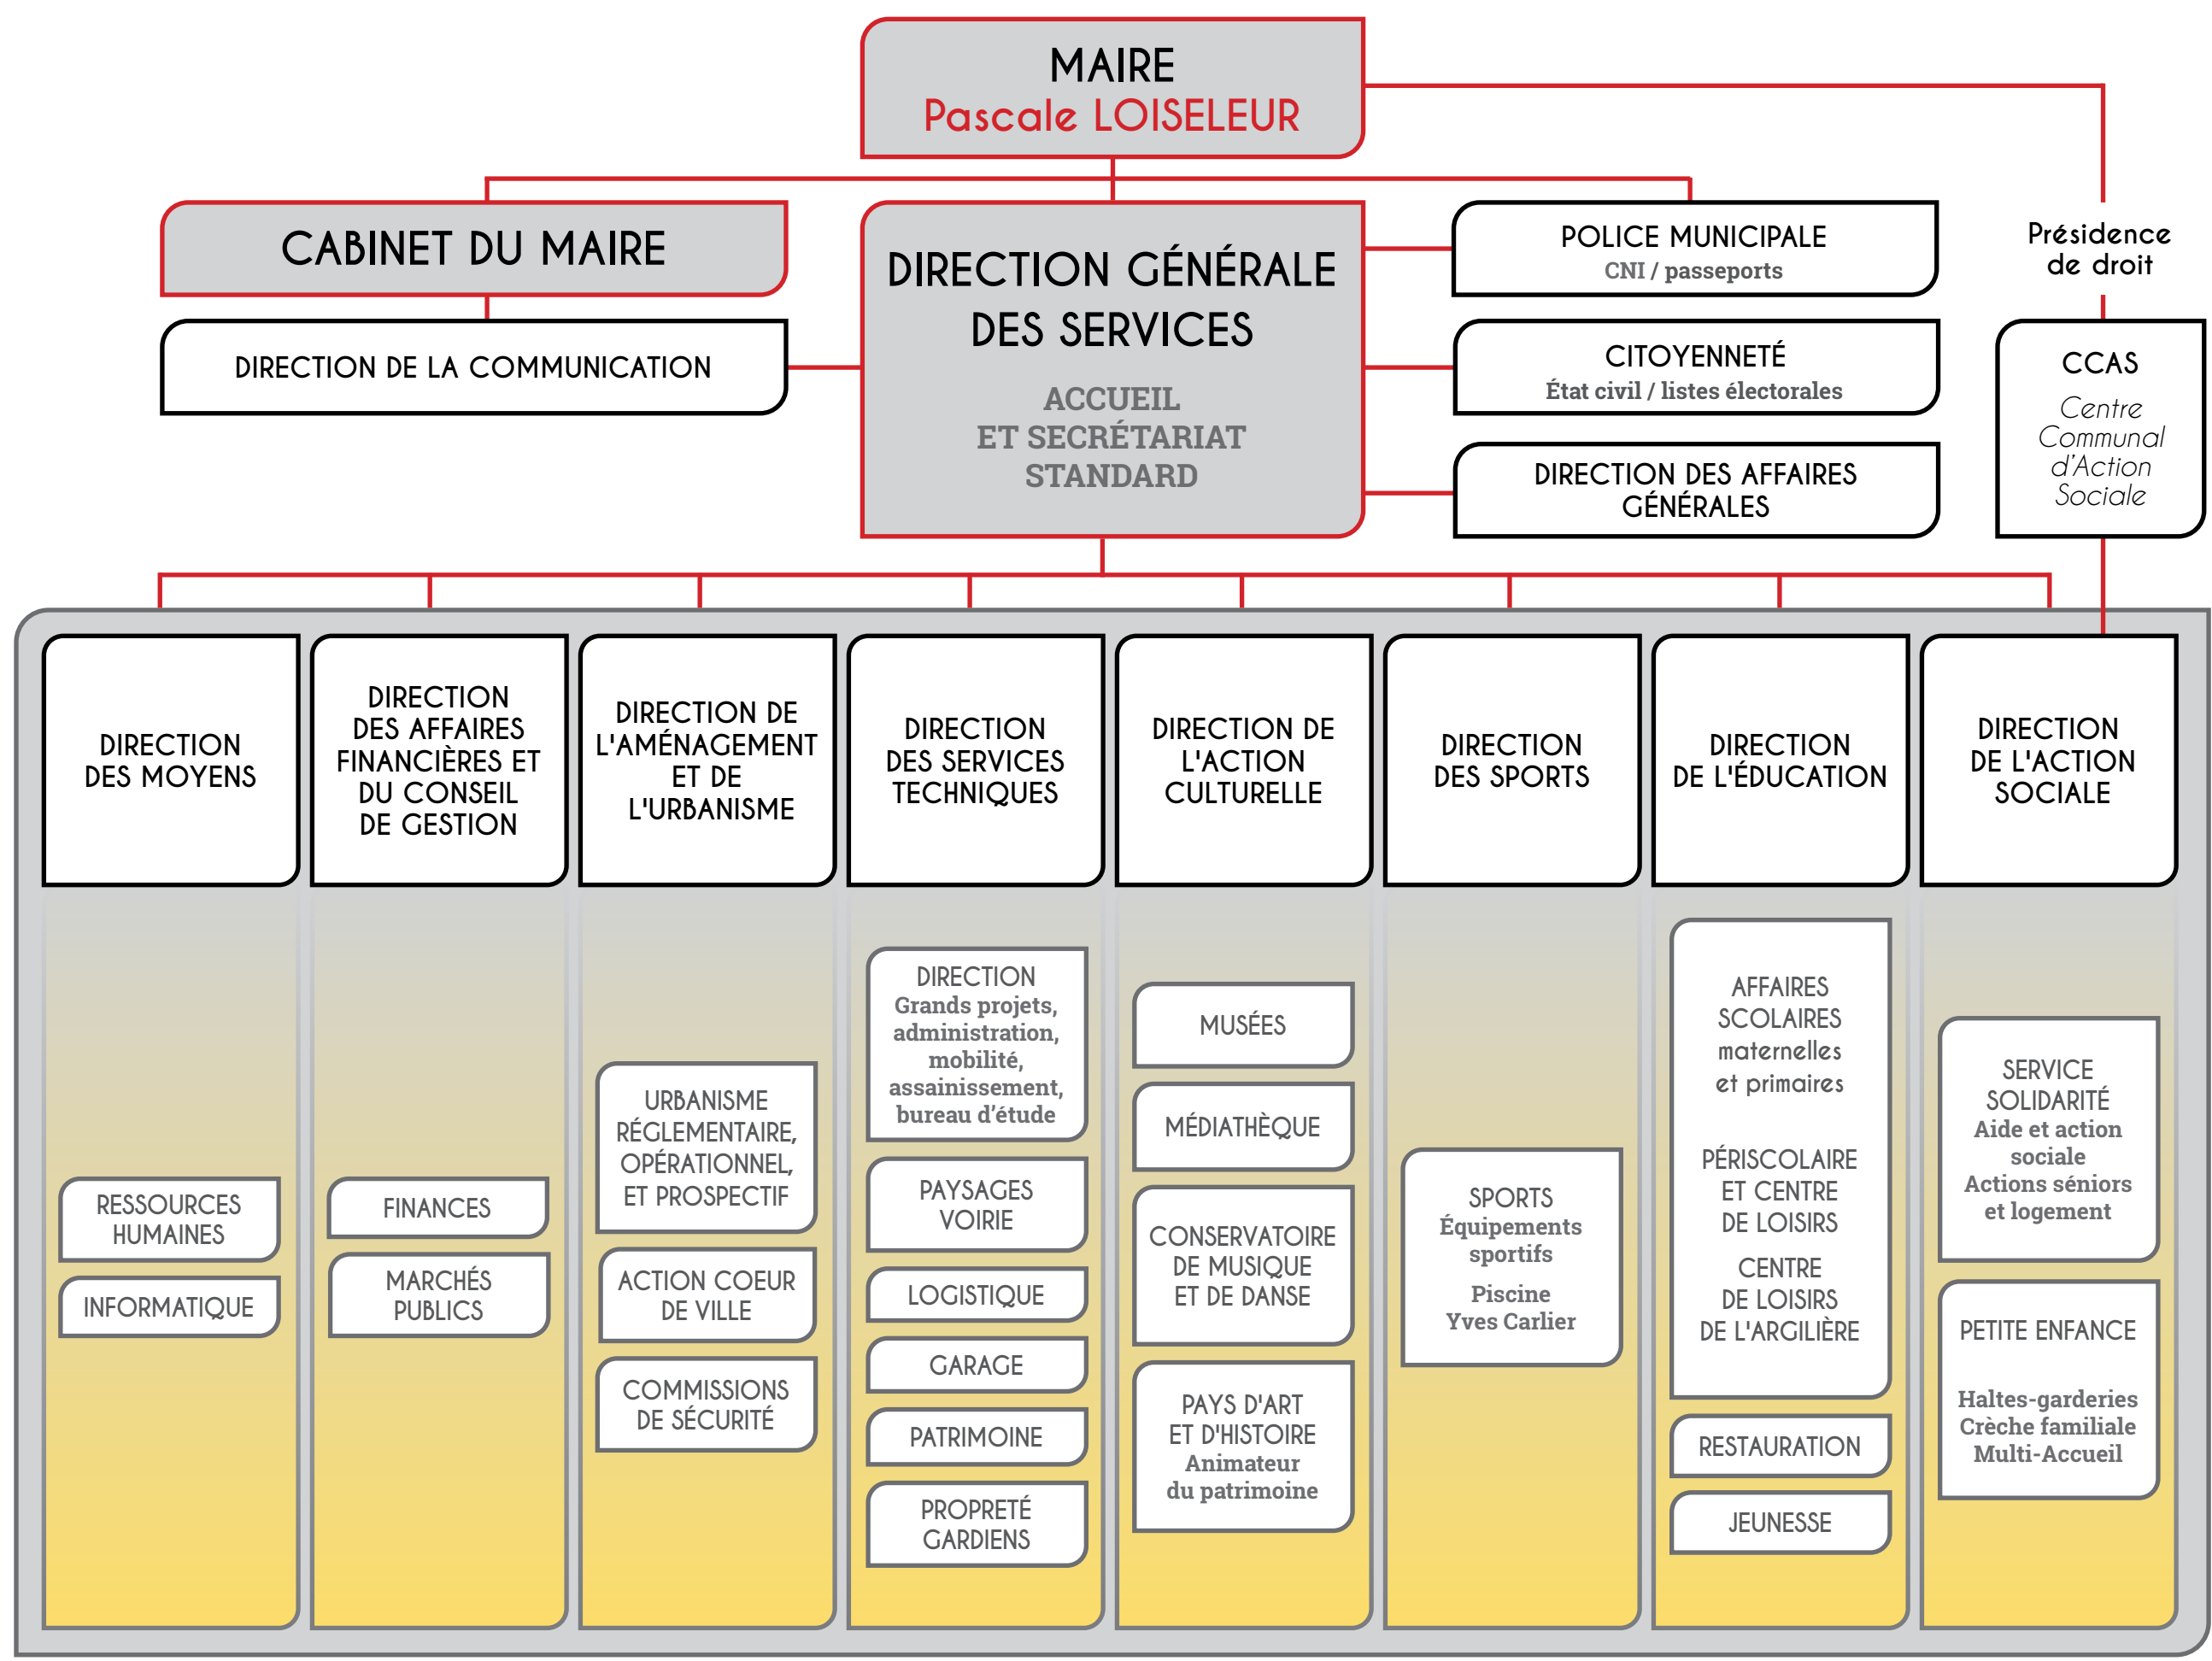 MAIRE
Pascale LOISELEUR
CABINET DU MAIRE
DIRECTION DE LA COMMUNICATION
DIRECTION GÉNÉRALE
DES SERVICES
ACCUEIL
ET SECRÉTARIAT
STANDARD
POLICE MUNICIPALE
CNI / passeports
CITOYENNETÉ
État civil / listes électorales
DIRECTION DES AFFAIRES
GÉNÉRALES
Présidence
de droit
CCAS
Centre
Communal
d'Action
Sociale
DIRECTION
DES MOYENS
RESSOURCES
HUMAINES
INFORMATIQUE
DIRECTION
DES AFFAIRES
FINANCIÈRES ET
DU CONSEIL
DE GESTION
FINANCES
MARCHÉS
PUBLICS
DIRECTION DE
L'AMÉNAGEMENT
ET DE
L'URBANISME
URBANISME
RÉGLEMENTAIRE,
OPÉRATIONNEL,
ET PROSPECTIF
ACTION COEUR
DE VILLE
COMMISSIONS
DE SÉCURITÉ
DIRECTION
DES SERVICES
TECHNIQUES
DIRECTION
Grands projets,
administration,
mobilité,
assainissement,
bureau d'étude
PAYSAGES
VOIRIE
LOGISTIQUE
GARAGE
PATRIMOINE
PROPRETÉ
GARDIENS
DIRECTION DE
L'ACTION
CULTURELLE
MUSÉES
MÉDIATHÈQUE
CONSERVATOIRE
DE MUSIQUE
ET DE DANSE
PAYS D'ART
ET D'HISTOIRE
Animateur
du patrimoine
DIRECTION
DES SPORTS
SPORTS
Équipements
sportifs
Piscine
Yves Carlier
DIRECTION
DE L'ÉDUCATION
AFFAIRES
SCOLAIRES
maternelles
et primaires
PÉRISCOLAIRE
ET CENTRE
DE LOISIRS
CENTRE
DE LOISIRS
DE L'ARGILIÈRE
RESTAURATION
JEUNESSE
DIRECTION
DE L'ACTION
SOCIALE
SERVICE
SOLIDARITÉ
Aide et action
sociale
Actions séniors
et logement
PETITE ENFANCE
Haltes-garderies
Crèche familiale
Multi-Accueil